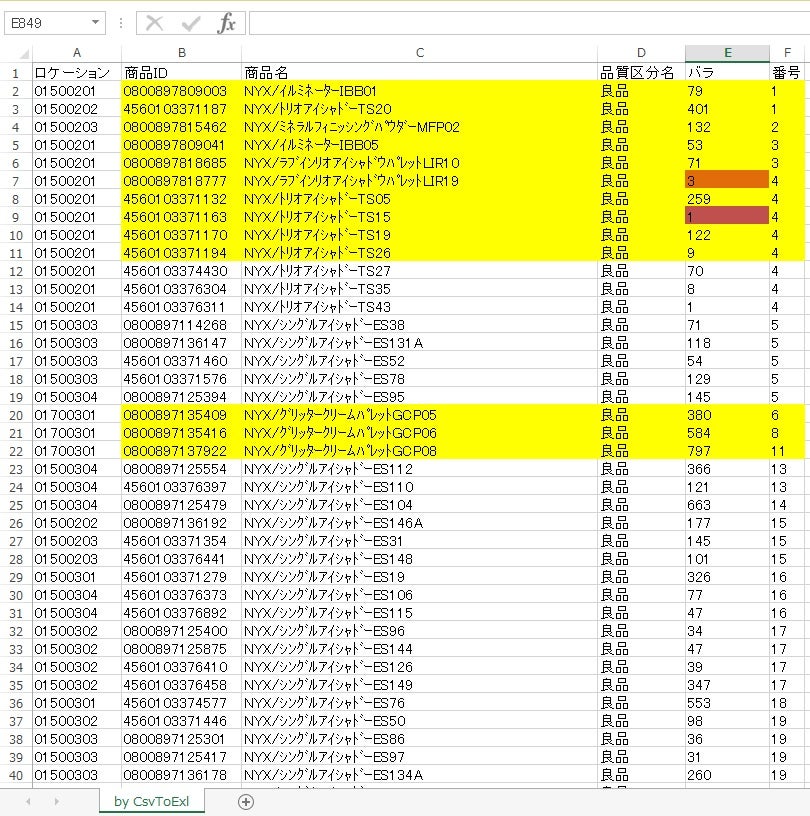 E849
fx
A B C D E F
1 ロケーション 商品ID 商品名 品質区分名 バラ 番号
2 01500201 0800897809003 NYX/ｲﾙﾐﾈｰﾀｰIBB01 良品 79 1
3 01500202 4560103371187 NYX/ﾄﾘｵｱｲｼｬﾄﾞｰTS20 良品 401 1
4 01500203 0800897815462 NYX/ﾐﾈﾗﾙﾌｨﾆｯｼﾝｸﾞﾊﾟｳﾀﾞｰMFP02 良品 132 2
5 01500201 0800897809041 NYX/ｲﾙﾐﾈｰﾀｰIBB05 良品 53 3
6 01500201 0800897818685 NYX/ﾗﾌﾞｲﾝﾘｵｱｲｼｬﾄﾞｳﾊﾟﾚｯﾄLIR10 良品 71 3
7 01500201 0800897818777 NYX/ﾗﾌﾞｲﾝﾘｵｱｲｼｬﾄﾞｳﾊﾟﾚｯﾄLIR19 良品 3 4
8 01500201 4560103371132 NYX/ﾄﾘｵｱｲｼｬﾄﾞｰTS05 良品 259 4
9 01500201 4560103371163 NYX/ﾄﾘｵｱｲｼｬﾄﾞｰTS15 良品 1 4
10 01500201 4560103371170 NYX/ﾄﾘｵｱｲｼｬﾄﾞｰTS19 良品 122 4
11 01500201 4560103371194 NYX/ﾄﾘｵｱｲｼｬﾄﾞｰTS26 良品 9 4
12 01500201 4560103374430 NYX/ﾄﾘｵｱｲｼｬﾄﾞｰTS27 良品 70 4
13 01500201 4560103376304 NYX/ﾄﾘｵｱｲｼｬﾄﾞｰTS35 良品 8 4
14 01500201 4560103376311 NYX/ﾄﾘｵｱｲｼｬﾄﾞｰTS43 良品 1 4
15 01500303 0800897114268 NYX/ｼﾝｸﾞﾙｱｲｼｬﾄﾞｰES38 良品 71 5
16 01500303 0800897136147 NYX/ｼﾝｸﾞﾙｱｲｼｬﾄﾞｰES131A 良品 118 5
17 01500303 4560103371460 NYX/ｼﾝｸﾞﾙｱｲｼｬﾄﾞｰES52 良品 54 5
18 01500303 4560103371576 NYX/ｼﾝｸﾞﾙｱｲｼｬﾄﾞｰES78 良品 129 5
19 01500304 0800897125394 NYX/ｼﾝｸﾞﾙｱｲｼｬﾄﾞｰES95 良品 145 5
20 01700301 0800897135409 NYX/ｸﾞﾘｯﾀｰｸﾘｰﾑﾊﾟﾚｯﾄGCP05 良品 380 6
21 01700301 0800897135416 NYX/ｸﾞﾘｯﾀｰｸﾘｰﾑﾊﾟﾚｯﾄGCP06 良品 584 8
22 01700301 0800897137922 NYX/ｸﾞﾘｯﾀｰｸﾘｰﾑﾊﾟﾚｯﾄGCP08 良品 797 11
23 01500304 0800897125554 NYX/ｼﾝｸﾞﾙｱｲｼｬﾄﾞｰES112 良品 366 13
24 01500304 4560103376397 NYX/ｼﾝｸﾞﾙｱｲｼｬﾄﾞｰES110 良品 121 13
25 01500304 0800897125479 NYX/ｼﾝｸﾞﾙｱｲｼｬﾄﾞｰES104 良品 663 14
26 01500202 0800897136192 NYX/ｼﾝｸﾞﾙｱｲｼｬﾄﾞｰES146A 良品 177 15
27 01500203 4560103371354 NYX/ｼﾝｸﾞﾙｱｲｼｬﾄﾞｰES31 良品 145 15
28 01500203 4560103376441 NYX/ｼﾝｸﾞﾙｱｲｼｬﾄﾞｰES148 良品 101 15
29 01500301 4560103371279 NYX/ｼﾝｸﾞﾙｱｲｼｬﾄﾞｰES19 良品 326 16
30 01500304 4560103376373 NYX/ｼﾝｸﾞﾙｱｲｼｬﾄﾞｰES106 良品 77 16
31 01500304 4560103376892 NYX/ｼﾝｸﾞﾙｱｲｼｬﾄﾞｰES115 良品 47 16
32 01500302 0800897125400 NYX/ｼﾝｸﾞﾙｱｲｼｬﾄﾞｰES96 良品 34 17
33 01500302 0800897125875 NYX/ｼﾝｸﾞﾙｱｲｼｬﾄﾞｰES144 良品 47 17
34 01500302 4560103376410 NYX/ｼﾝｸﾞﾙｱｲｼｬﾄﾞｰES126 良品 39 17
35 01500302 4560103376458 NYX/ｼﾝｸﾞﾙｱｲｼｬﾄﾞｰES149 良品 347 17
36 01500301 4560103374577 NYX/ｼﾝｸﾞﾙｱｲｼｬﾄﾞｰES76 良品 553 18
37 01500302 4560103371446 NYX/ｼﾝｸﾞﾙｱｲｼｬﾄﾞｰES50 良品 98 19
38 01500303 0800897125301 NYX/ｼﾝｸﾞﾙｱｲｼｬﾄﾞｰES86 良品 36 19
39 01500303 0800897125417 NYX/ｼﾝｸﾞﾙｱｲｼｬﾄﾞｰES97 良品 31 19
40 01500303 0800897136178 NYX/ｼﾝｸﾞﾙｱｲｼｬﾄﾞｰES134A 良品 260 19
by CsvToExl